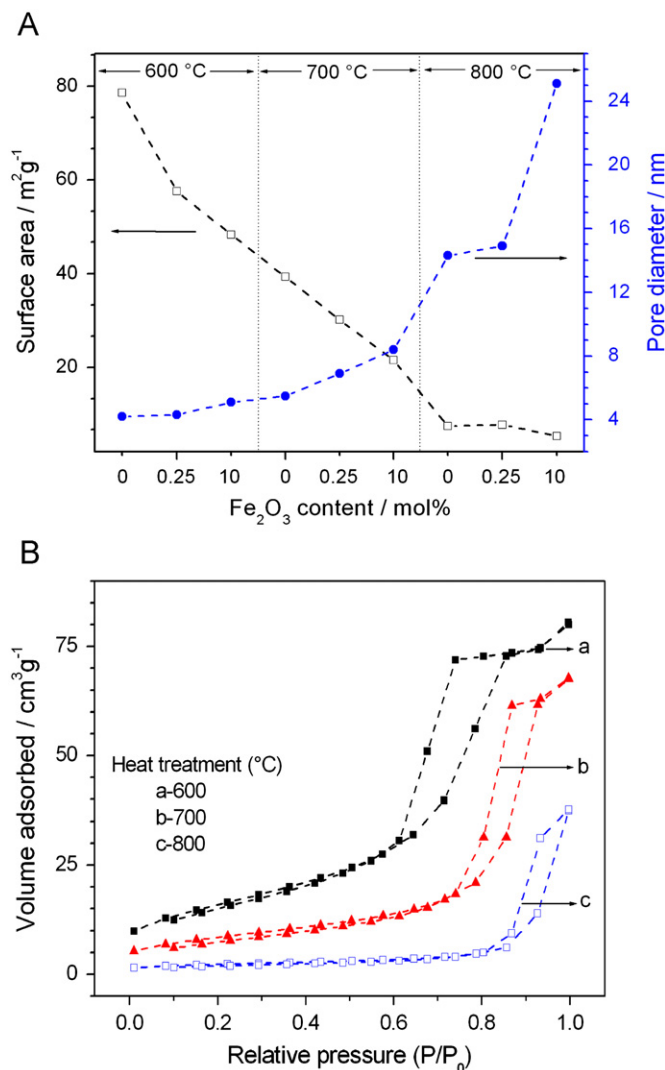 A
600 °C 700 °C 800 °C
80
60
40
20
Surface area / m²g⁻¹
24
20
16
12
8
4
Pore diameter / nm
0 0.25 10 0 0.25 10 0 0.25 10
Fe₂O₃ content / mol%
B
75
50
25
0
Volume adsorbed / cm³g⁻¹
Heat treatment (°C)
a-600
b-700
c-800
a
b
c
0.0 0.2 0.4 0.6 0.8 1.0
Relative pressure (P/P₀)